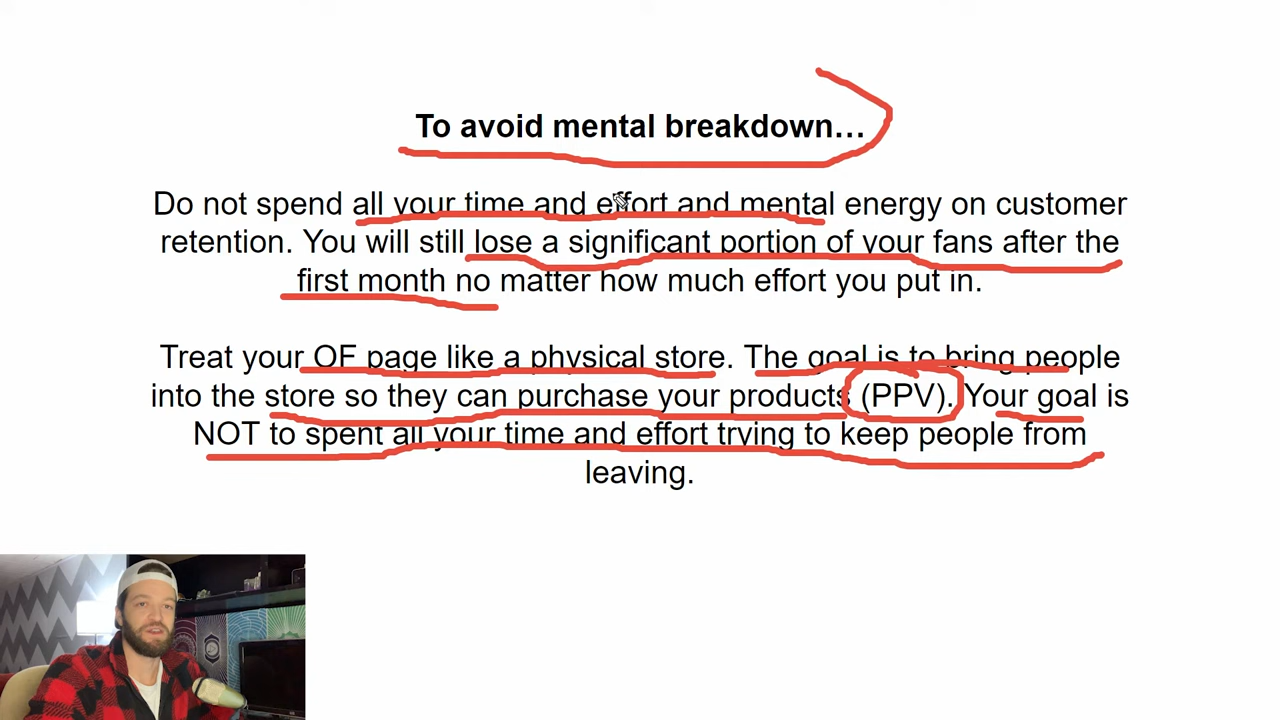 To avoid mental breakdown...
Do not spend all your time and effort and mental energy on customer
retention. You will still lose a significant portion of your fans after the
first month no matter how much effort you put in.
Treat your OF page like a physical store. The goal is to bring people
into the store so they can purchase your products (PPV). Your goal is
NOT to spent all your time and effort trying to keep people from
leaving.